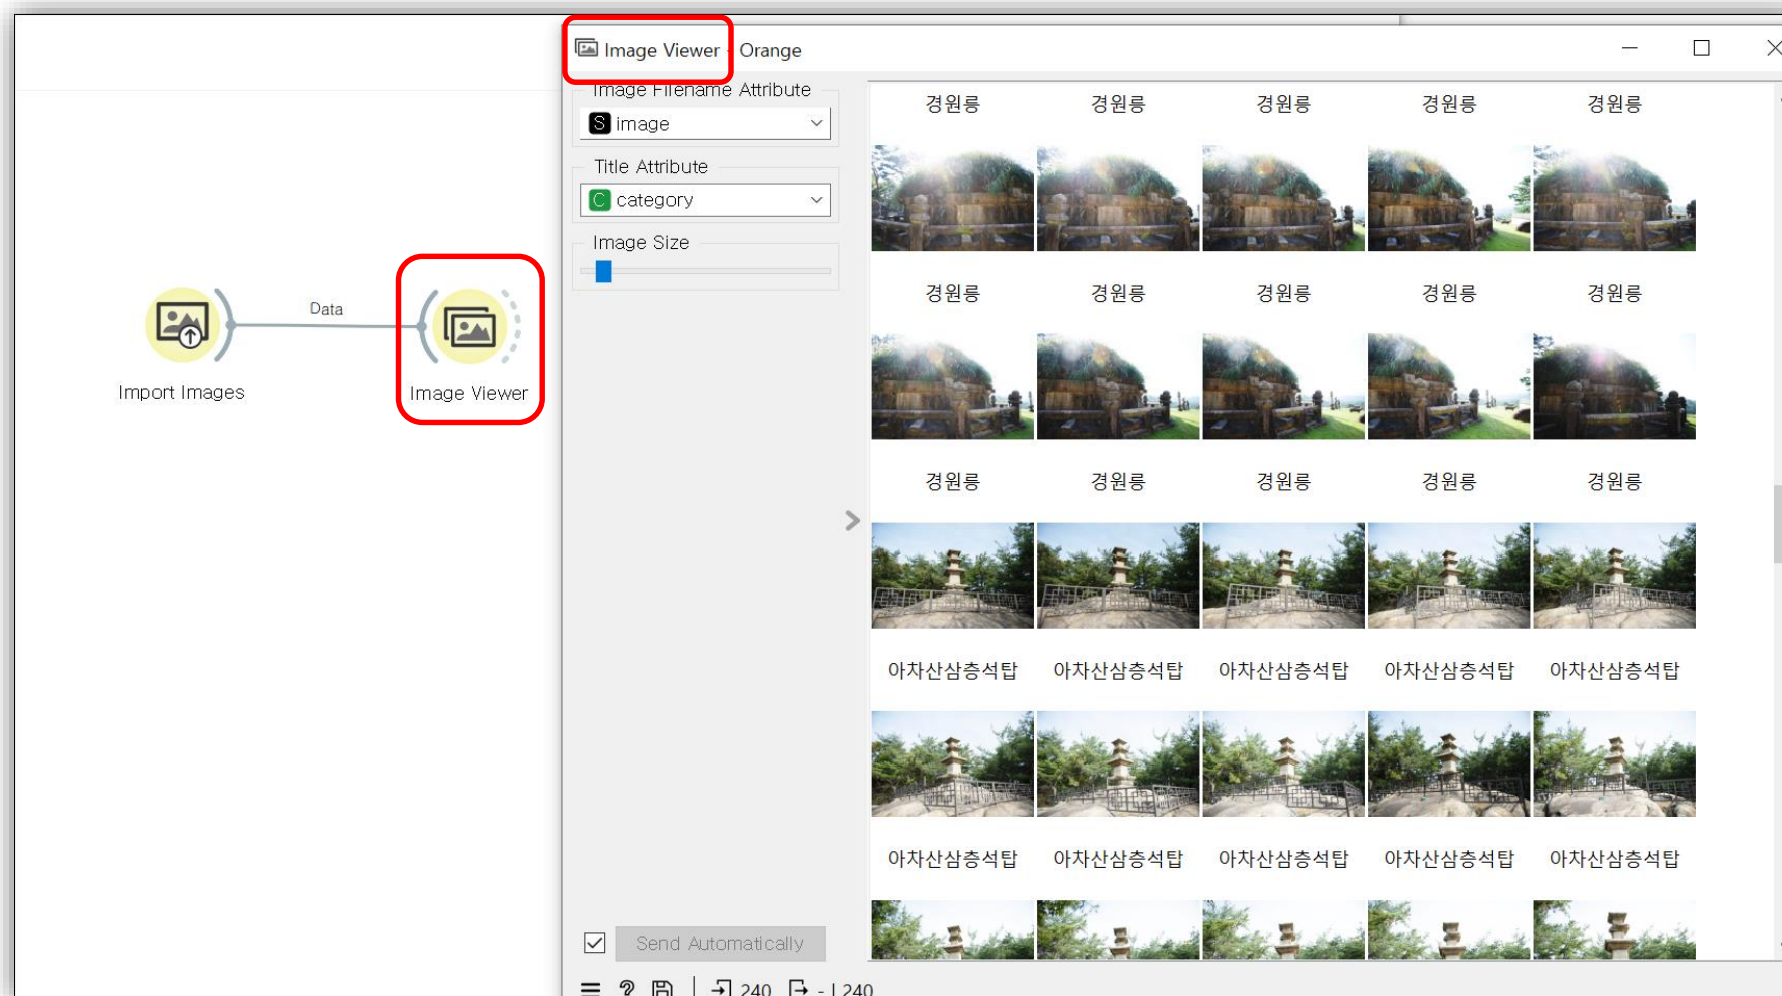 Image Viewer - Orange
Image Filename Attribute
S image
Title Attribute
C category
Image Size
Data
Import Images
Image Viewer
경원릉 경원릉 경원릉 경원릉 경원릉
경원릉 경원릉 경원릉 경원릉 경원릉
경원릉 경원릉 경원릉 경원릉 경원릉
아차산삼층석탑 아차산삼층석탑 아차산삼층석탑 아차산삼층석탑 아차산삼층석탑
아차산삼층석탑 아차산삼층석탑 아차산삼층석탑 아차산삼층석탑 아차산삼층석탑
Send Automatically
240 - | 240